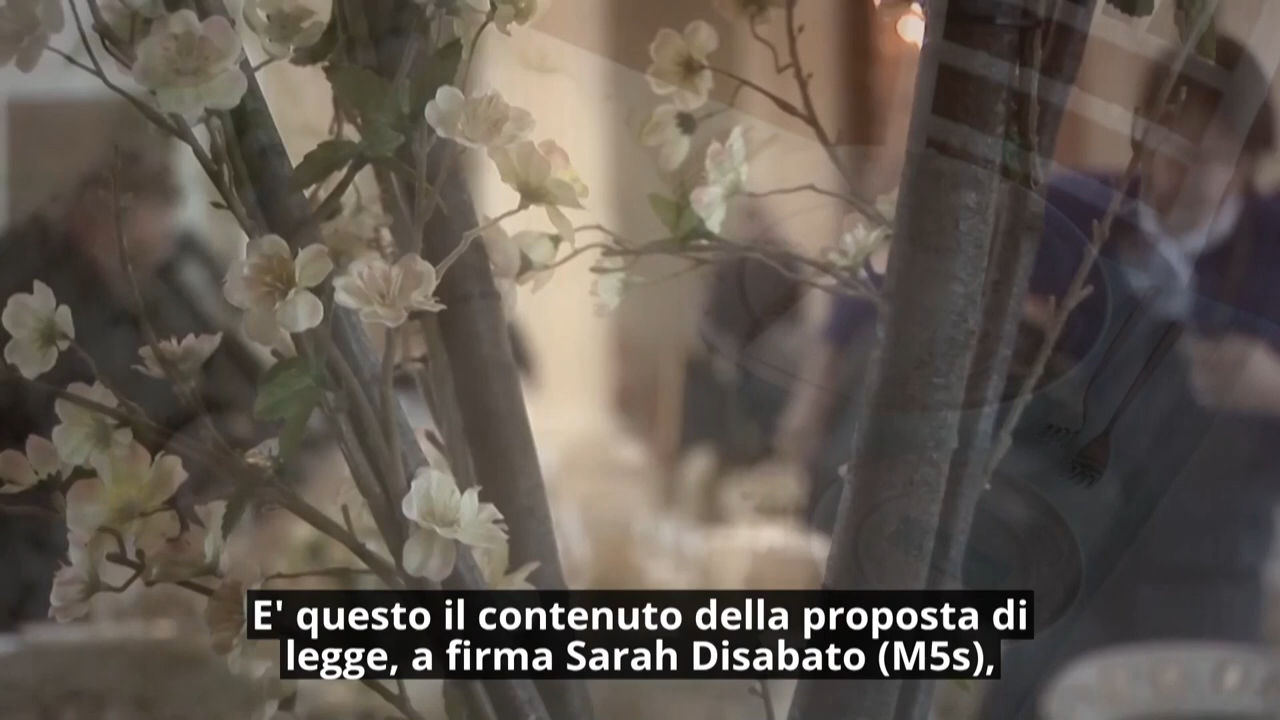 E' questo il contenuto della proposta di
legge, a firma Sarah Disabato (M5s),